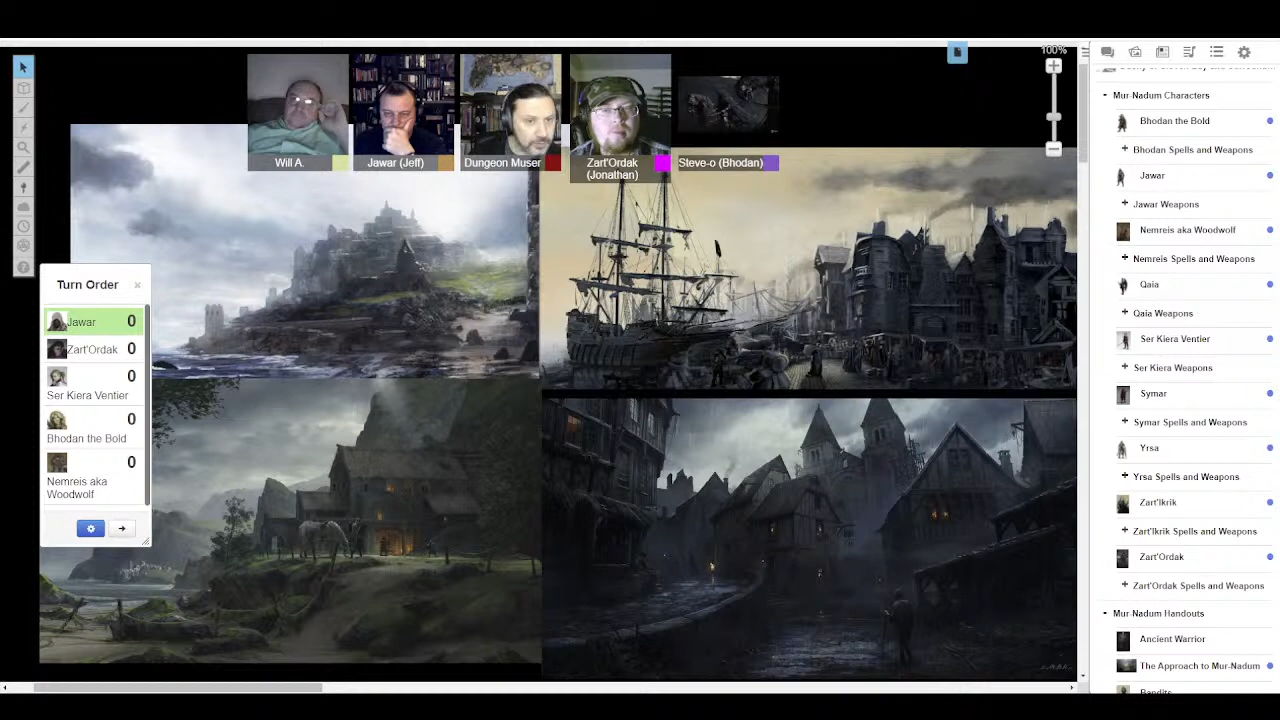 100%
Will A.
Jawar (Jeff)
Dungeon Muser
Zart'Ordak
(Jonathan)
Steve-o (Bhodan)
Turn Order
×
Jawar 0
Zart'Ordak 0
0
Ser Kiera Ventier
0
Bhodan the Bold
0
Nemreis aka
Woodwolf
Mur-Nadum Characters
Bhodan the Bold
+ Bhodan Spells and Weapons
Jawar
+ Jawar Weapons
Nemreis aka Woodwolf
+ Nemreis Spells and Weapons
Qaia
+ Qaia Weapons
Ser Kiera Ventier
+ Ser Kiera Weapons
Symar
+ Symar Spells and Weapons
Yrsa
+ Yrsa Spells and Weapons
Zart'Ikrik
+ Zart'Ikrik Spells and Weapons
Zart'Ordak
+ Zart'Ordak Spells and Weapons
Mur-Nadum Handouts
Ancient Warrior
The Approach to Mur-Nadum
Bandits